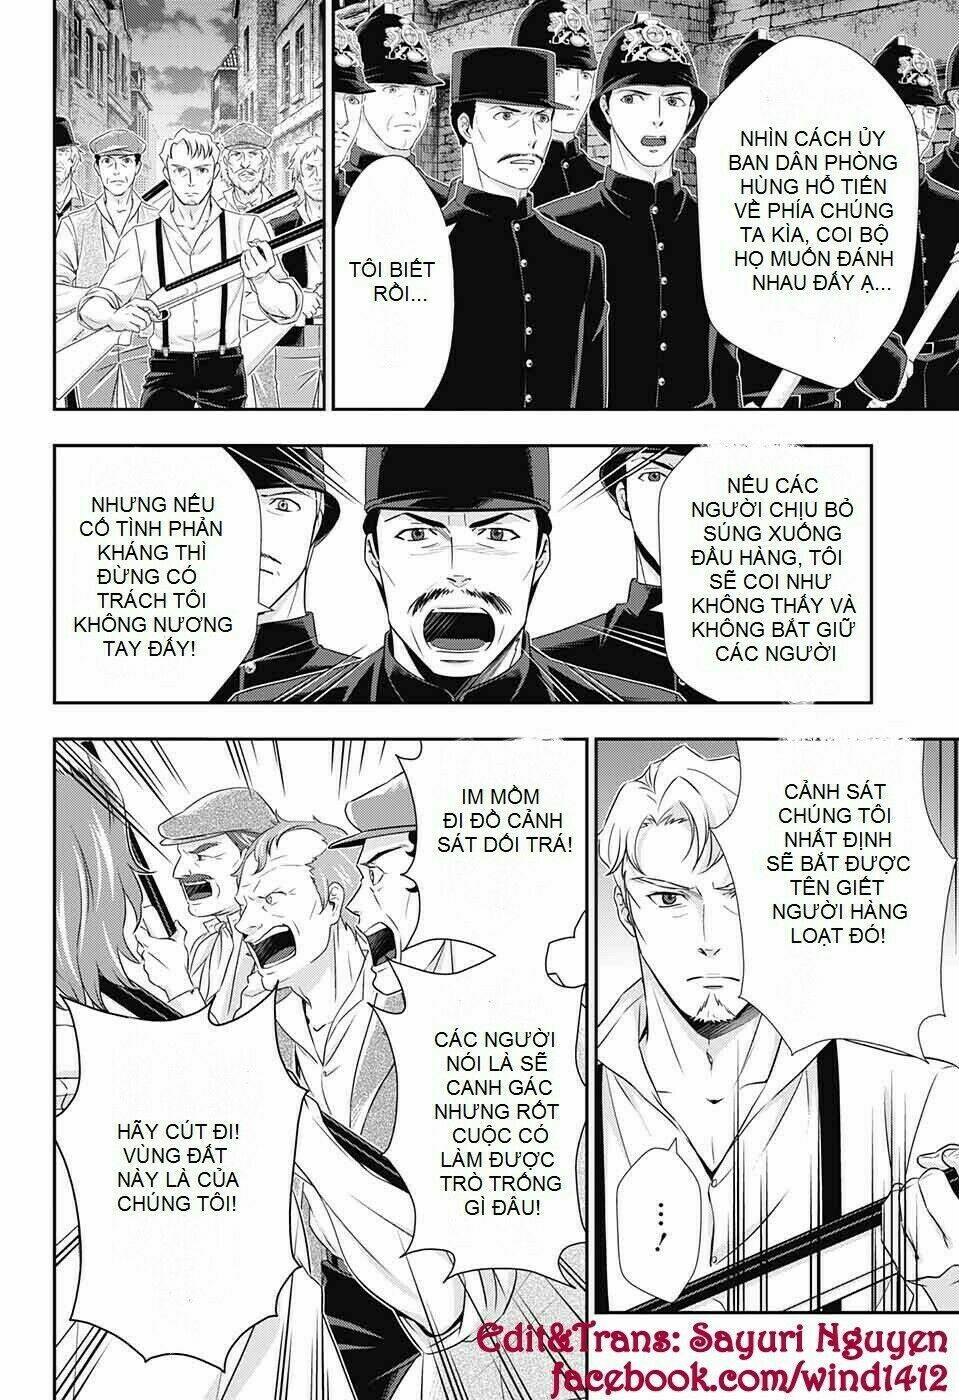 NHÌN CÁCH ỦY
BAN DÂN PHÒNG
HÙNG HỔ TIẾN
VỀ PHÍA CHÚNG
TA KÌA, COI BỘ
HỌ MUỐN ĐÁNH
NHAU ĐẤY Ạ...
TÔI BIẾT
RỒI...
NẾU CÁC
NGƯỜI CHỊU BỎ
SÚNG XUỐNG
ĐẦU HÀNG, TÔI
SẼ COI NHƯ
KHÔNG THẤY VÀ
KHÔNG BẮT GIỮ
CÁC NGƯỜI
NHƯNG NẾU
CỐ TÌNH PHẢN
KHÁNG THÌ
ĐỪNG CÓ
TRÁCH TÔI
KHÔNG NƯƠNG
TAY ĐẤY!
CẢNH SÁT
CHÚNG TÔI
NHẤT ĐỊNH
SẼ BẮT ĐƯỢC
TÊN GIẾT
NGƯỜI HÀNG
LOẠT ĐÓ!
...
IM MỒM
ĐI ĐỒ CẢNH
SÁT DỐI TRÁ!
CÁC NGƯỜI
NÓI LÀ SẼ
CANH GÁC
NHƯNG RỐT
CUỘC CÓ
LÀM ĐƯỢC
TRÒ TRỐNG
GÌ ĐÂU!
HÃY CÚT ĐI!
VÙNG ĐẤT
NÀY LÀ CỦA
CHÚNG TÔI!
Edit&Trans: Sayuri Nguyen
facebook.com/wind1412